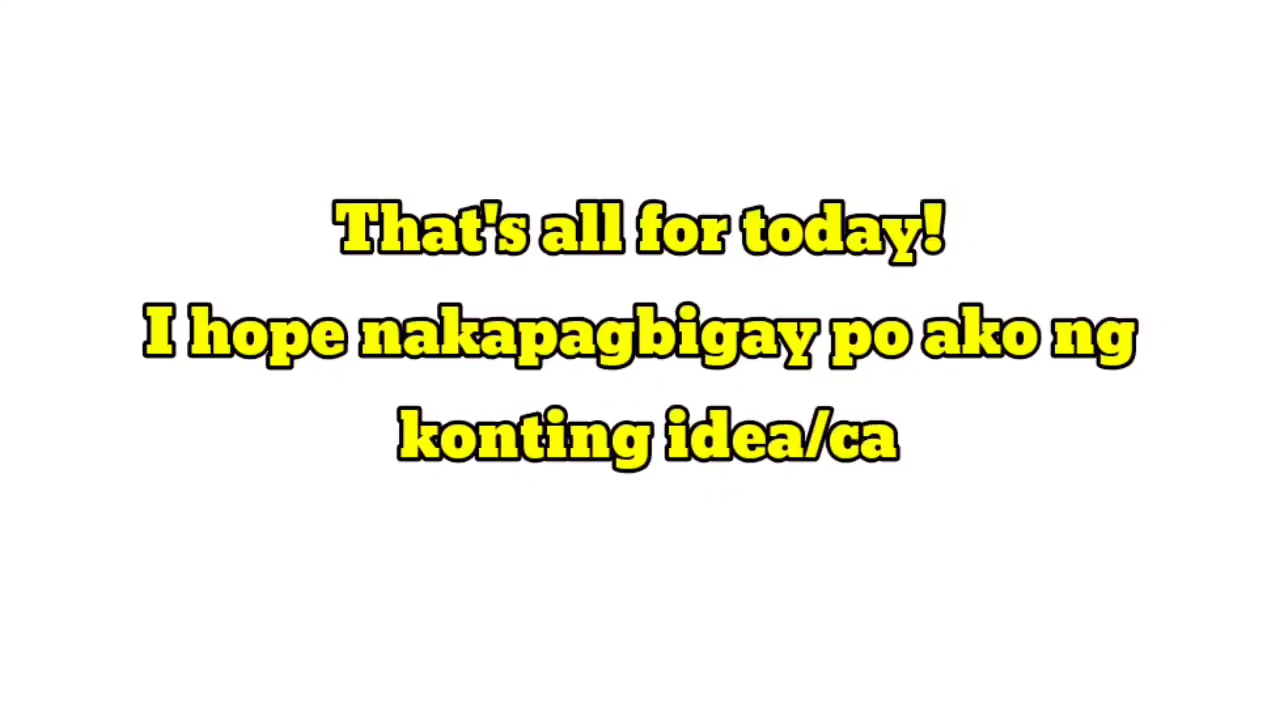 That's all for today!
I hope nakapagbigay po ako ng
konting idea/ca